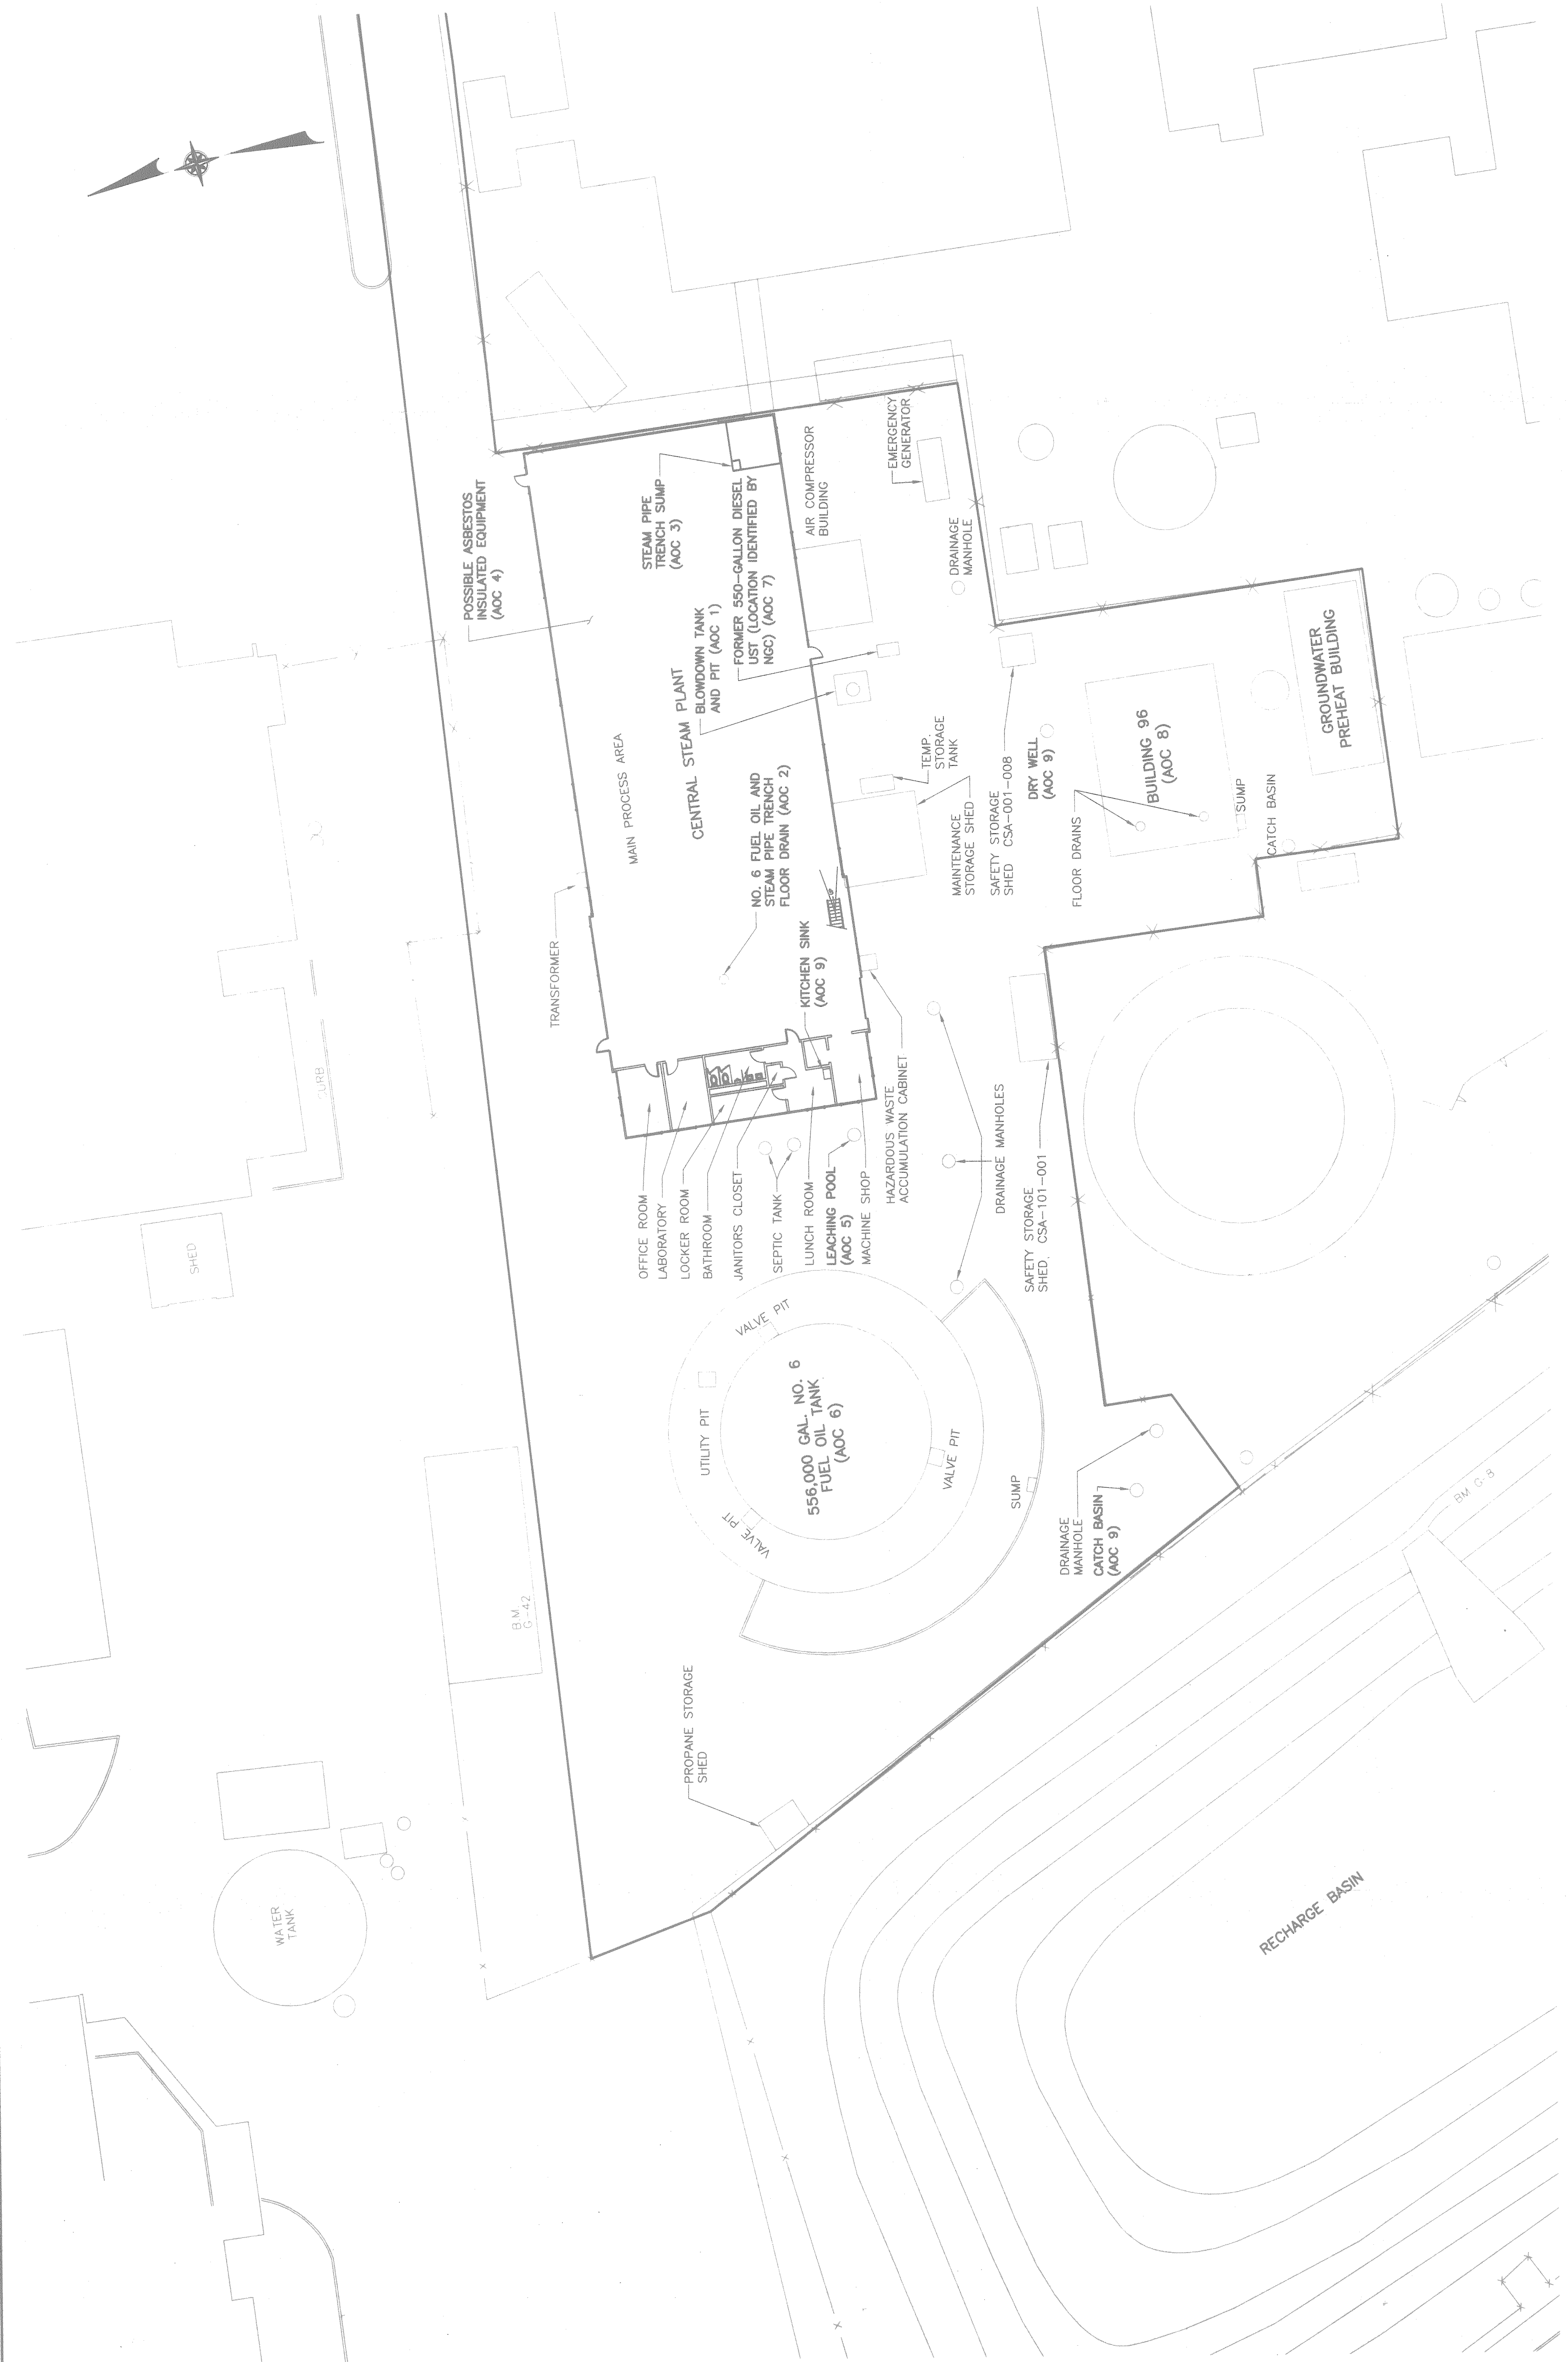 POSSIBLE ASBESTOS
INSULATED EQUIPMENT
(AOC 4)
TRANSFORMER
MAIN PROCESS AREA
CENTRAL STEAM PLANT
STEAM PIPE
TRENCH SUMP
(AOC 3)
BLOWDOWN TANK
AND PIT (AOC 1)
FORMER 550-GALLON DIESEL
UST (LOCATION IDENTIFIED BY
NGC) (AOC 7)
NO. 6 FUEL OIL AND
STEAM PIPE TRENCH
FLOOR DRAIN (AOC 2)
KITCHEN SINK
(AOC 9)
AIR COMPRESSOR
BUILDING
EMERGENCY
GENERATOR
DRAINAGE
MANHOLE
TEMP.
STORAGE
TANK
MAINTENANCE
STORAGE SHED
SAFETY STORAGE
SHED CSA-001-008
DRY WELL
(AOC 9)
FLOOR DRAINS
BUILDING 96
(AOC 8)
SUMP
CATCH BASIN
GROUNDWATER
PREHEAT BUILDING
OFFICE ROOM
LABORATORY
LOCKER ROOM
BATHROOM
JANITORS CLOSET
SEPTIC TANK
LUNCH ROOM
LEACHING POOL
(AOC 5)
MACHINE SHOP
HAZARDOUS WASTE
ACCUMULATION CABINET
DRAINAGE MANHOLES
SAFETY STORAGE
SHED, CSA-101-001
CURB
SHED
UTILITY PIT
VALVE PIT
556,000 GAL. NO. 6
FUEL OIL TANK
(AOC 6)
VALVE PIT
VALVE PIT
SUMP
DRAINAGE
MANHOLE
CATCH BASIN
(AOC 9)
B.M.
G-42
BM G-8
PROPANE STORAGE
SHED
WATER
TANK
RECHARGE BASIN